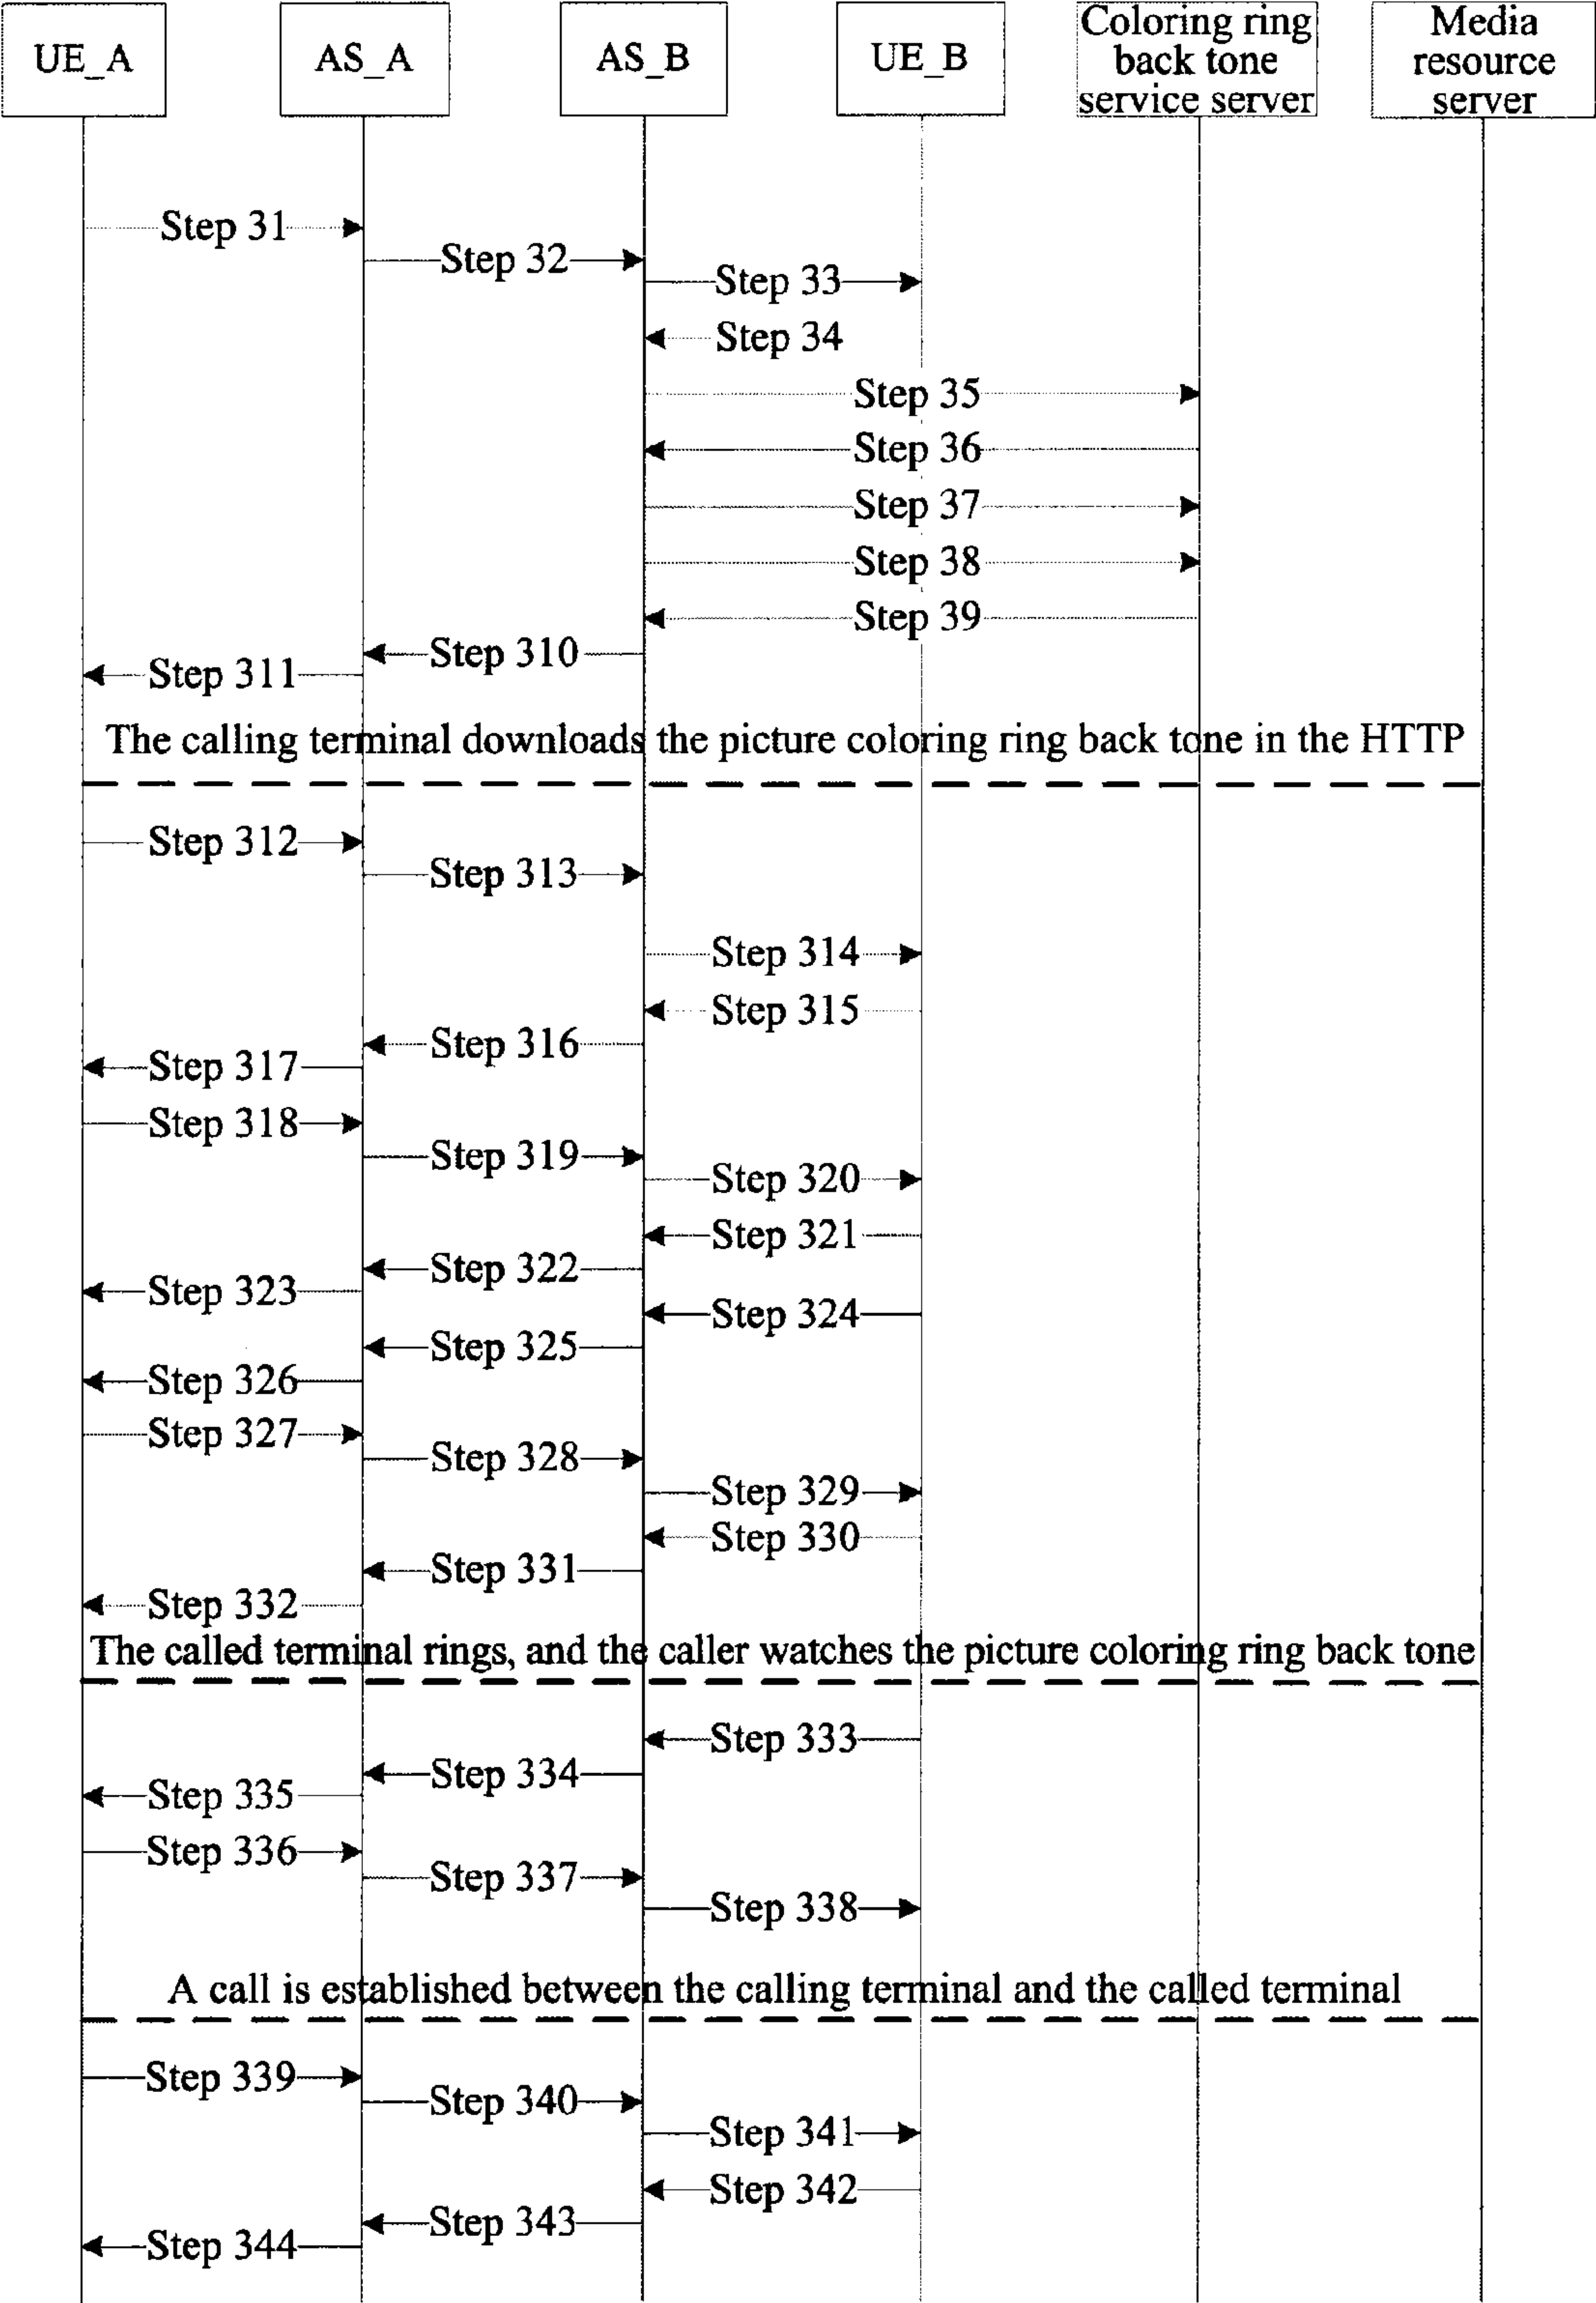 UE_A
AS_A
AS_B
UE_B
Coloring ring
back tone
service server
Media
resource
server
Step 31
Step 32
Step 33
Step 34
Step 35
Step 36
Step 37
Step 38
Step 39
Step 310
Step 311
The calling terminal downloads the picture coloring ring back tone in the HTTP
Step 312
Step 313
Step 314
Step 315
Step 316
Step 317
Step 318
Step 319
Step 320
Step 321
Step 322
Step 323
Step 324
Step 325
Step 326
Step 327
Step 328
Step 329
Step 330
Step 331
Step 332
The called terminal rings, and the caller watches the picture coloring ring back tone
Step 333
Step 334
Step 335
Step 336
Step 337
Step 338
A call is established between the calling terminal and the called terminal
Step 339
Step 340
Step 341
Step 342
Step 343
Step 344